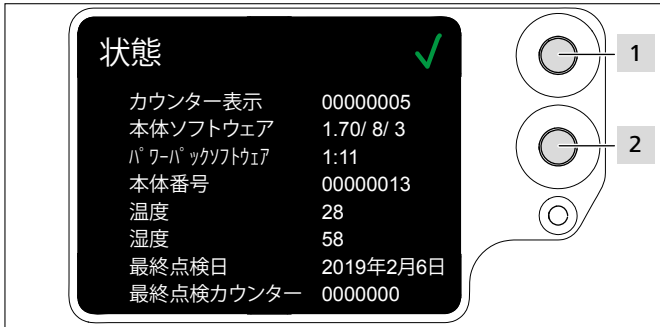 状態
カウンター表示 00000005
本体ソフトウェア 1.70/ 8/ 3
ﾊﾟﾜｰﾊﾟｯｸｿﾌﾄｳｪｱ 1:11
本体番号 00000013
温度 28
湿度 58
最終点検日 2019年2月6日
最終点検カウンター 0000000
1
2